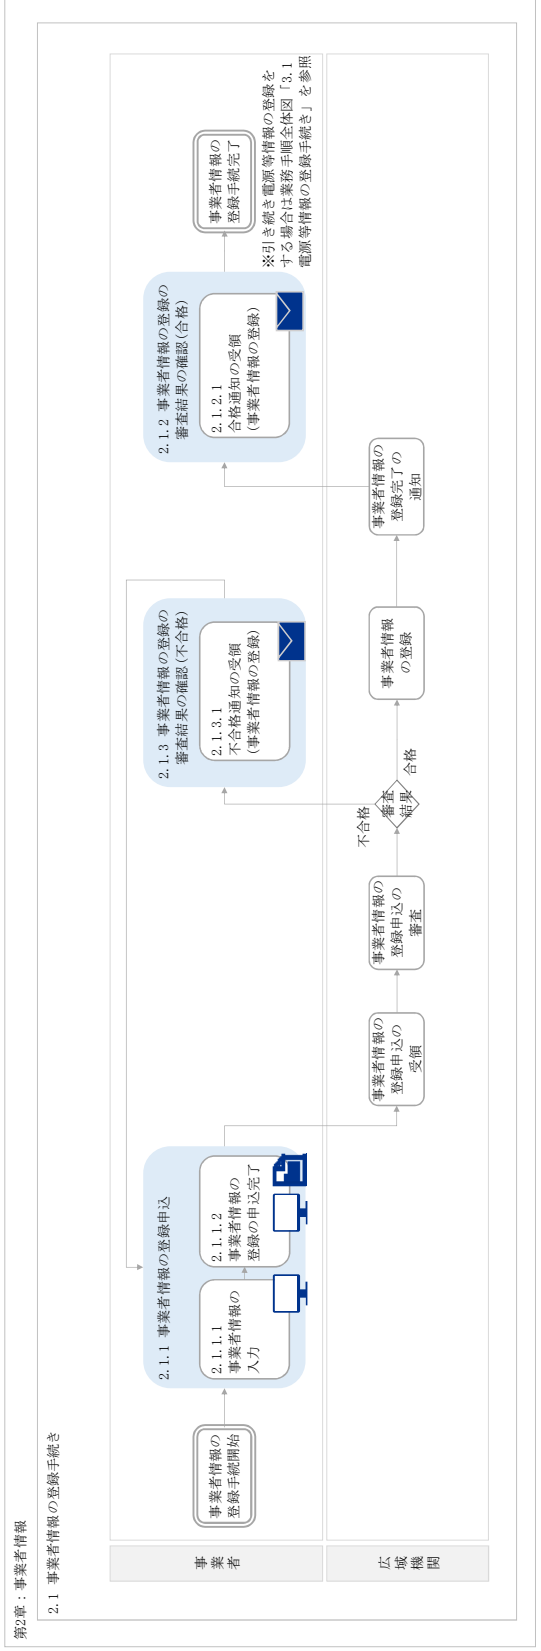 第2章：事業者情報
2.1 事業者情報の登録手続き
事
業
者
事業者情報の
登録手続開始
2.1.1 事業者情報の登録申込
2.1.1.1
事業者情報の
入力
2.1.1.2
事業者情報の
登録の申込完了
2.1.3 事業者情報の登録の
審査結果の確認(不合格)
2.1.3.1
不合格通知の受領
(事業者情報の登録)
2.1.2 事業者情報の登録の
審査結果の確認(合格)
2.1.2.1
合格通知の受領
(事業者情報の登録)
事業者情報の
登録手続完了
※引き続き電源等情報の登録を
する場合は業務手順全体図「3.1
電源等情報の登録手続き」を参照
広
域
機
関
事業者情報の
登録申込の
受領
事業者情報の
登録申込の
審査
審査
結果
不合格
合格
事業者情報
の登録
事業者情報の
登録完了の
通知